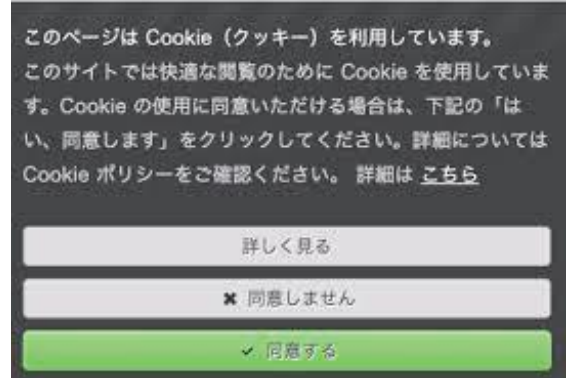 このページは Cookie（クッキー）を利用しています。
このサイトでは快適な閲覧のために Cookie を使用していま
す。Cookie の使用に同意いただける場合は、下記の「は
い、同意します」をクリックしてください。詳細については
Cookie ポリシーをご確認ください。 詳細は こちら
詳しく見る
✖ 同意しません
✔ 同意する